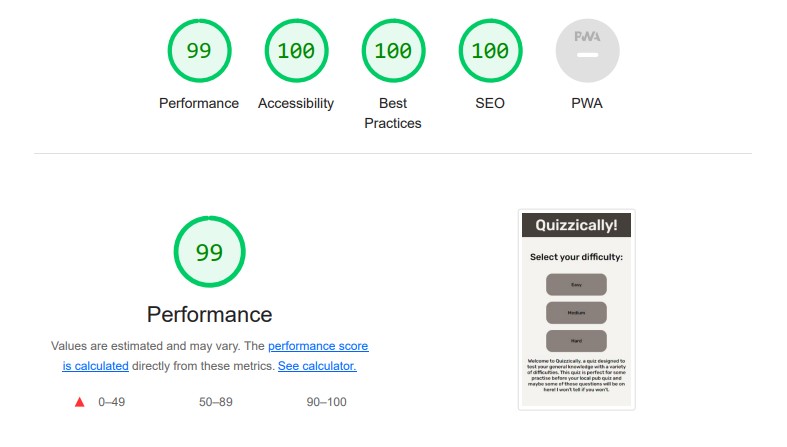 99
100
100
100
PWA
Performance
Accessibility
Best
Practices
SEO
PWA
99
Performance
Values are estimated and may vary. The performance score
is calculated directly from these metrics. See calculator.
0–49
50–89
90–100
Quizzically!
Select your difficulty:
Easy
Medium
Hard
Welcome to Quizzically, a quiz designed to
test your general knowledge with a variety
of difficulties. This quiz is perfect for some
practise before your local pub quiz and
maybe some of those questions will be on
here! I won't tell if you won't.